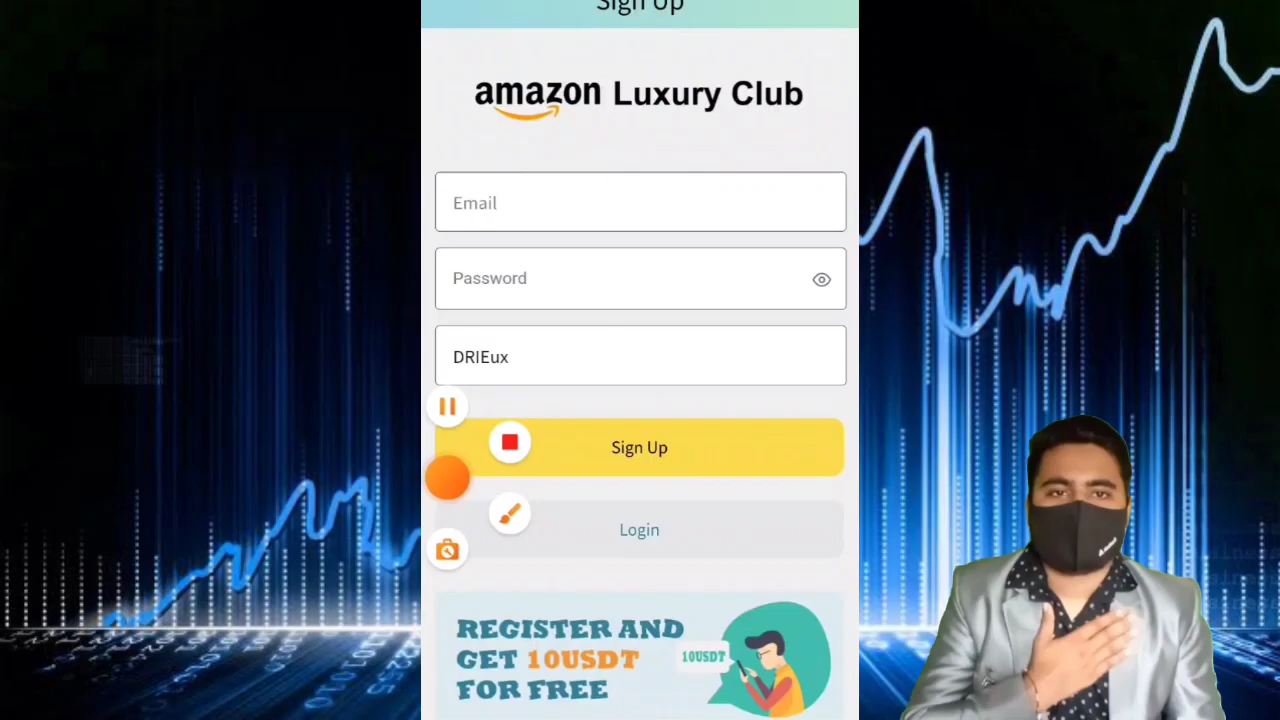 Sign Up
amazon Luxury Club
Email
Password
DRIEux
Sign Up
Login
REGISTER AND
GET 10USDT
FOR FREE
10USDT